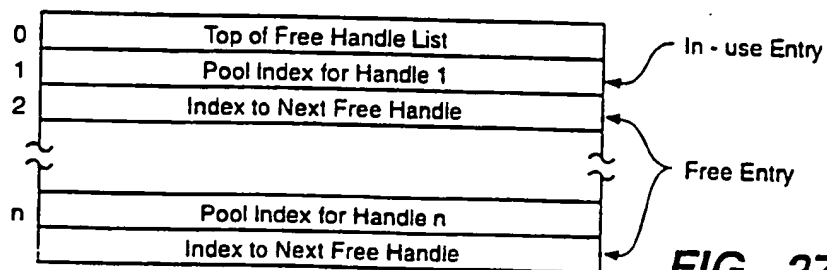 0 Top of Free Handle List
In - use Entry
1 Pool Index for Handle 1
2 Index to Next Free Handle
Free Entry
n Pool Index for Handle n
Index to Next Free Handle
FIG_27